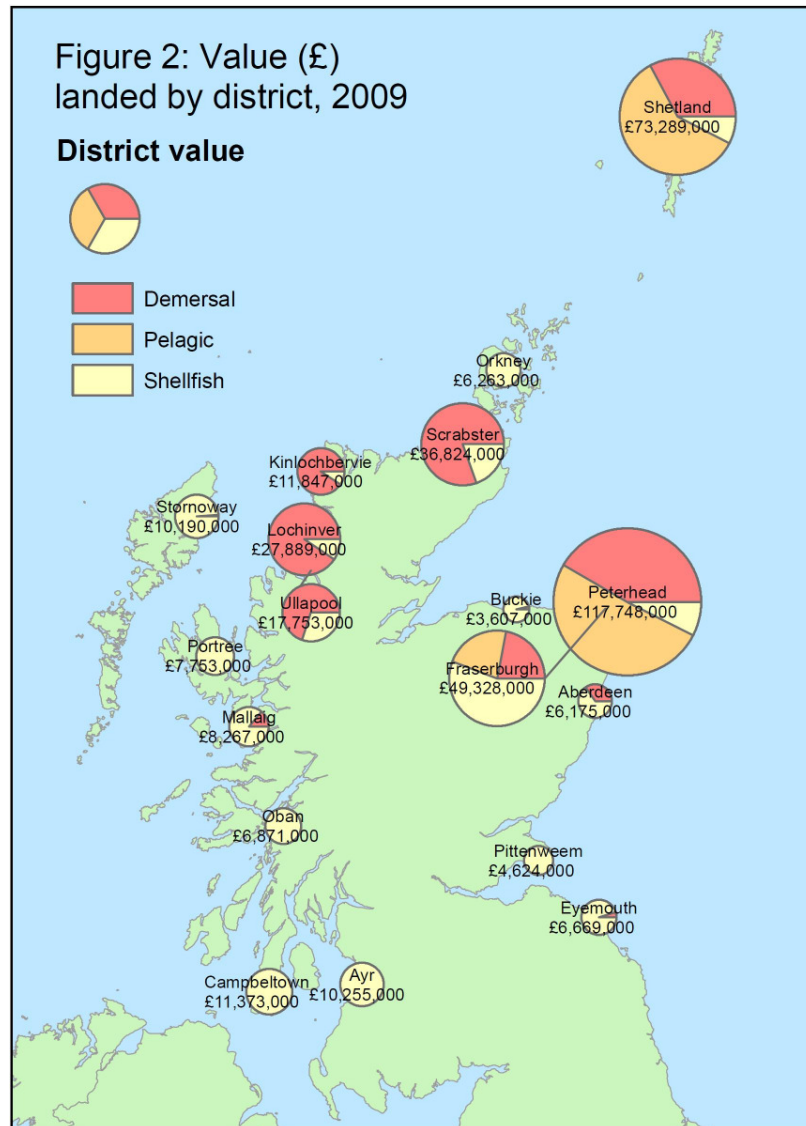 Figure 2: Value (£)
landed by district, 2009
District value
Demersal
Pelagic
Shellfish
Shetland
£73,289,000
Orkney
£6,263,000
Scrabster
£36,824,000
Kinlochbervie
£11,847,000
Stornoway
£10,190,000
Lochinver
£27,889,000
Ullapool
£17,753,000
Buckie
£3,607,000
Peterhead
£117,748,000
Portree
£7,753,000
Fraserburgh
£49,328,000
Aberdeen
£6,175,000
Mallaig
£8,267,000
Oban
£6,871,000
Pittenweem
£4,624,000
Eyemouth
£6,669,000
Campbeltown
£11,373,000
Ayr
£10,255,000